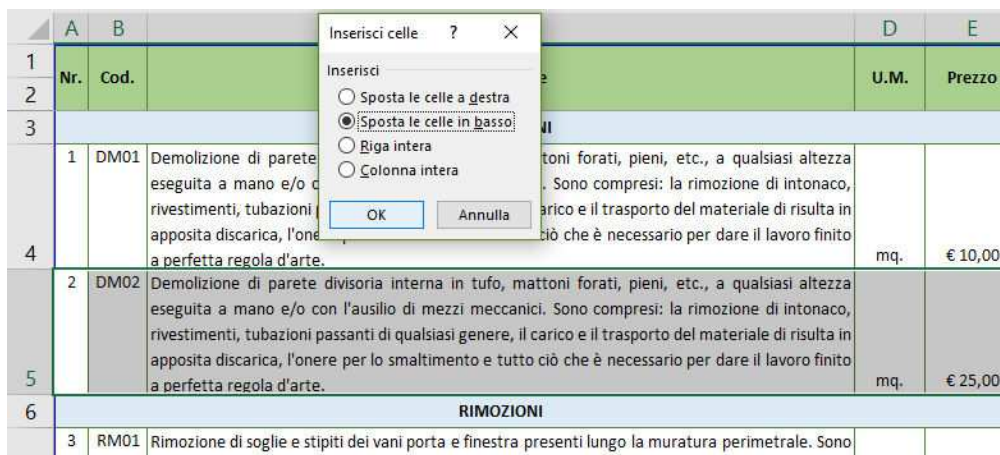 A B D E
Inserisci celle ? X
Inserisci
Sposta le celle a destra
Sposta le celle in basso
Riga intera
Colonna intera
OK Annulla
1
2
Nr. Cod. U.M. Prezzo
3
4
1 DM01 Demolizione di parete toni forati, pieni, etc., a qualsiasi altezza
eseguita a mano e/o . Sono compresi: la rimozione di intonaco,
rivestimenti, tubazioni arico e il trasporto del materiale di risulta in
apposita discarica, l'one ciò che è necessario per dare il lavoro finito
a perfetta regola d'arte. mq. € 10,00
5
2 DM02 Demolizione di parete divisoria interna in tufo, mattoni forati, pieni, etc., a qualsiasi altezza
eseguita a mano e/o con l'ausilio di mezzi meccanici. Sono compresi: la rimozione di intonaco,
rivestimenti, tubazioni passanti di qualsiasi genere, il carico e il trasporto del materiale di risulta in
apposita discarica, l'onere per lo smaltimento e tutto ciò che è necessario per dare il lavoro finito
a perfetta regola d'arte. mq. € 25,00
6 RIMOZIONI
3 RM01 Rimozione di soglie e stipiti dei vani porta e finestra presenti lungo la muratura perimetrale. Sono